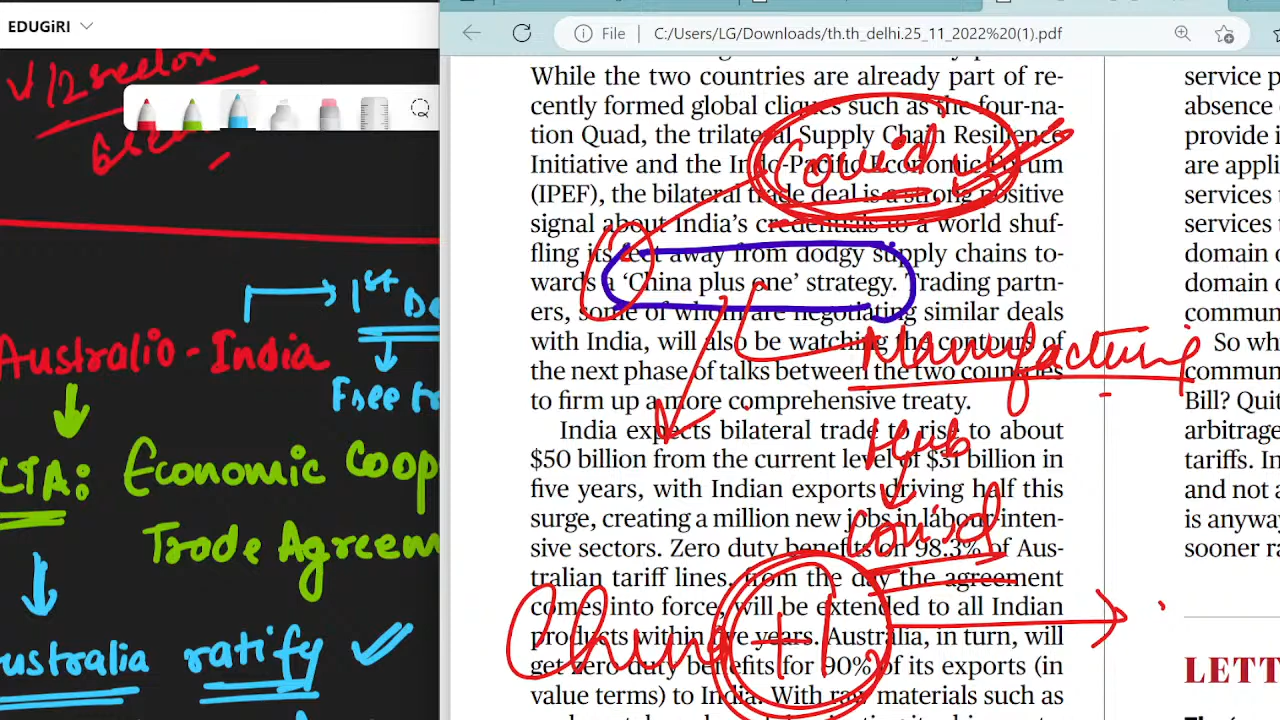 EDUGiRI
File
C:/Users/LG/Downloads/th.th_delhi.25_11_2022%20(1).pdf
1/2
Australia - India
1st De
Free tr
CTA: Economic Coop
Trade Agreem
Australia ratify
While the two countries are already part of re-
cently formed global cliques such as the four-na-
tion Quad, the trilateral Supply Chain Resilience
Initiative and the Indo-Pacific Economic Forum
(IPEF), the bilateral trade deal is a strong positive
signal about India's credentials to a world shuf-
fling its feet away from dodgy supply chains to-
wards a 'China plus one' strategy. Trading partn-
ers, some of whom are negotiating similar deals
with India, will also be watching the contours of
the next phase of talks between the two countries
to firm up a more comprehensive treaty.
India expects bilateral trade to rise to about
$50 billion from the current level of $31 billion in
five years, with Indian exports driving half this
surge, creating a million new jobs in labour-inten-
sive sectors. Zero duty benefits on 98.3% of Aus-
tralian tariff lines, from the day the agreement
comes into force, will be extended to all Indian
products within five years. Australia, in turn, will
get zero duty benefits for 90% of its exports (in
value terms) to India. With raw materials such as
Covid
Manufacturing
Hub
Covid
China +1
service p
absence
provide i
are appli
services t
services t
domain o
domain o
commun
So wh
commun
Bill? Quit
arbitrage
tariffs. In
and not a
is anyway
sooner ra
LETT